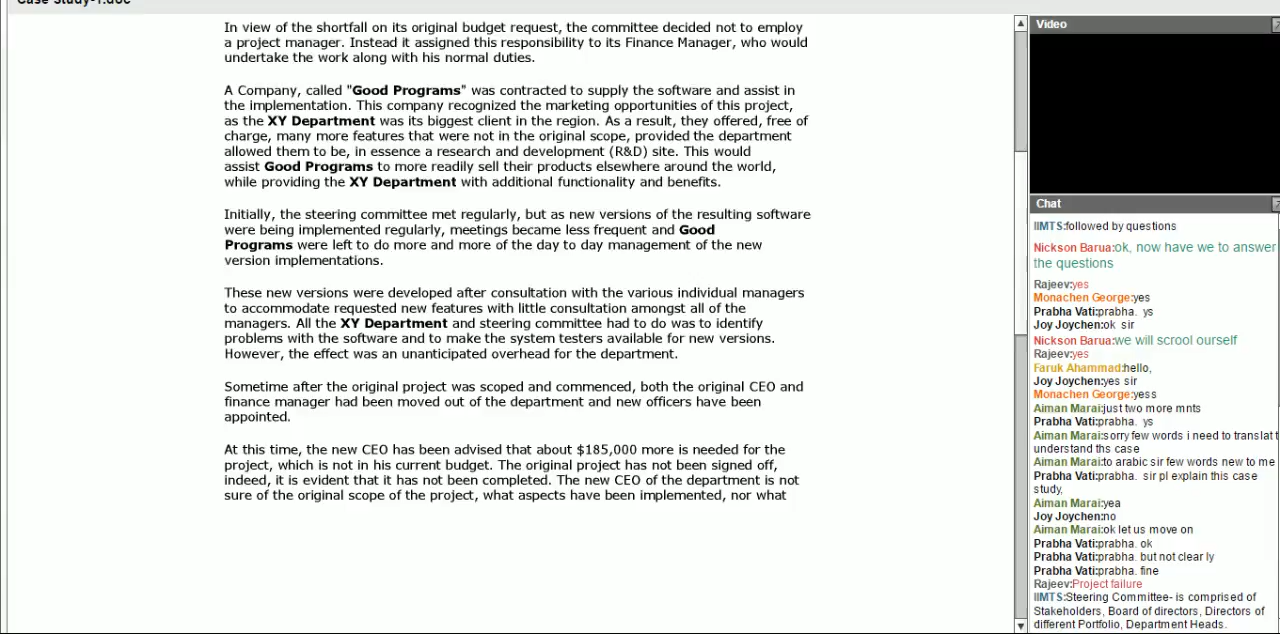 Case Study-1.doc
In view of the shortfall on its original budget request, the committee decided not to employ
a project manager. Instead it assigned this responsibility to its Finance Manager, who would
undertake the work along with his normal duties.
A Company, called "Good Programs" was contracted to supply the software and assist in
the implementation. This company recognized the marketing opportunities of this project,
as the XY Department was its biggest client in the region. As a result, they offered, free of
charge, many more features that were not in the original scope, provided the department
allowed them to be, in essence a research and development (R&D) site. This would
assist Good Programs to more readily sell their products elsewhere around the world,
while providing the XY Department with additional functionality and benefits.
Initially, the steering committee met regularly, but as new versions of the resulting software
were being implemented regularly, meetings became less frequent and Good
Programs were left to do more and more of the day to day management of the new
version implementations.
These new versions were developed after consultation with the various individual managers
to accommodate requested new features with little consultation amongst all of the
managers. All the XY Department and steering committee had to do was to identify
problems with the software and to make the system testers available for new versions.
However, the effect was an unanticipated overhead for the department.
Sometime after the original project was scoped and commenced, both the original CEO and
finance manager had been moved out of the department and new officers have been
appointed.
At this time, the new CEO has been advised that about $185,000 more is needed for the
project, which is not in his current budget. The original project has not been signed off,
indeed, it is evident that it has not been completed. The new CEO of the department is not
sure of the original scope of the project, what aspects have been implemented, nor what
Video
Chat
IIMTS:followed by questions
Nickson Barua:ok, now have we to answer
the questions
Rajeev:yes
Monachen George:yes
Prabha Vati:prabha. ys
Joy Joychen:ok sir
Nickson Barua:we will scrool ourself
Rajeev:yes
Faruk Ahammad:hello,
Joy Joychen:yes sir
Monachen George:yess
Aiman Marai:just two more mnts
Prabha Vati:prabha. ys
Aiman Marai:sorry few words i need to translat t
understand ths case
Aiman Marai:to arabic sir few words new to me
Prabha Vati:prabha. sir pl explain this case
study,
Aiman Marai:yea
Joy Joychen:no
Aiman Marai:ok let us move on
Prabha Vati:prabha. ok
Prabha Vati:prabha. but not clear ly
Prabha Vati:prabha. fine
Rajeev:Project failure
IIMTS:Steering Committee- is comprised of
Stakeholders, Board of directors, Directors of
different Portfolio, Department Heads.